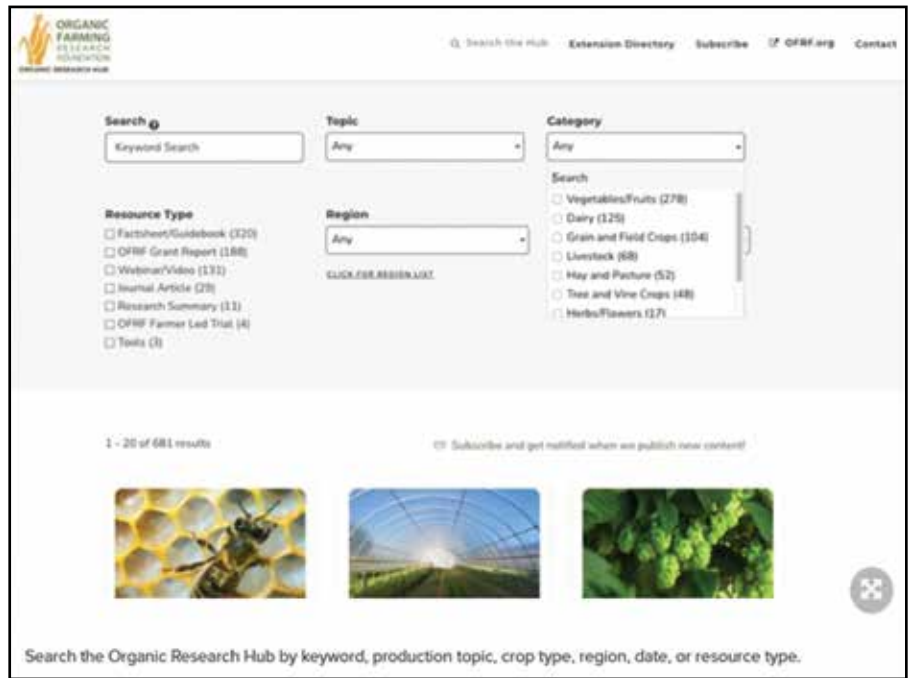 ORGANIC
FARMING
RESEARCH
FOUNDATION
ORGANIC RESEARCH HUB
Search the Hub Extension Directory Subscribe OFRF.org Contact
Search ?
Keyword Search
Topic
Any
Category
Any
Search
Vegetables/Fruits (278)
Dairy (125)
Grain and Field Crops (104)
Livestock (68)
Hay and Pasture (52)
Tree and Vine Crops (48)
Herbs/Flowers (17)
Resource Type
Factsheet/Guidebook (320)
OFRF Grant Report (188)
Webinar/Video (131)
Journal Article (29)
Research Summary (11)
OFRF Farmer Led Trial (4)
Tools (3)
Region
Any
CLICK FOR REGION LIST
1 - 20 of 681 results
Subscribe and get notified when we publish new content!
Search the Organic Research Hub by keyword, production topic, crop type, region, date, or resource type.